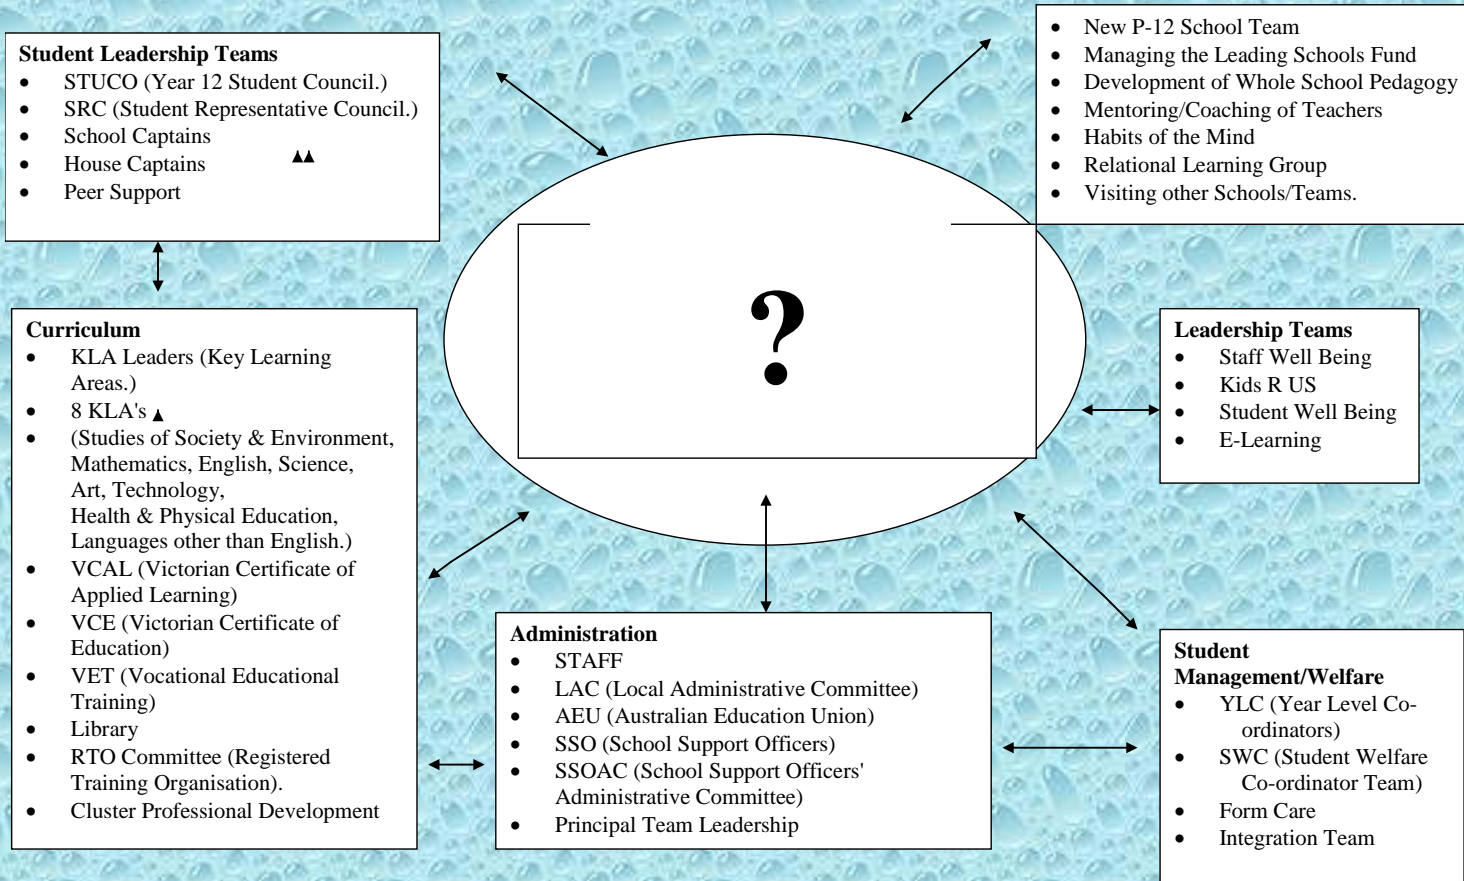 Student Leadership Teams
• STUCO (Year 12 Student Council.)
• SRC (Student Representative Council.)
• School Captains
• House Captains
• Peer Support
• New P-12 School Team
• Managing the Leading Schools Fund
• Development of Whole School Pedagogy
• Mentoring/Coaching of Teachers
• Habits of the Mind
• Relational Learning Group
• Visiting other Schools/Teams.
?
Curriculum
• KLA Leaders (Key Learning
Areas.)
• 8 KLA's
• (Studies of Society & Environment,
Mathematics, English, Science,
Art, Technology,
Health & Physical Education,
Languages other than English.)
• VCAL (Victorian Certificate of
Applied Learning)
• VCE (Victorian Certificate of
Education)
• VET (Vocational Educational
Training)
• Library
• RTO Committee (Registered
Training Organisation).
• Cluster Professional Development
Leadership Teams
• Staff Well Being
• Kids R US
• Student Well Being
• E-Learning
Administration
• STAFF
• LAC (Local Administrative Committee)
• AEU (Australian Education Union)
• SSO (School Support Officers)
• SSOAC (School Support Officers'
Administrative Committee)
• Principal Team Leadership
Student
Management/Welfare
• YLC (Year Level Co-
ordinators)
• SWC (Student Welfare
Co-ordinator Team)
• Form Care
• Integration Team